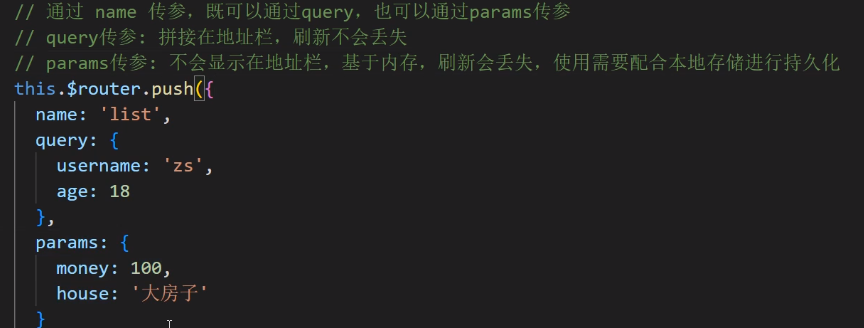 // 通过 name 传参，既可以通过query，也可以通过params传参
// query传参: 拼接在地址栏，刷新不会丢失
// params传参: 不会显示在地址栏，基于内存，刷新会丢失，使用需要配合本地存储进行持久化
this.$router.push({
name: 'list',
query: {
username: 'zs',
age: 18
},
params: {
money: 100,
house: '大房子'
}